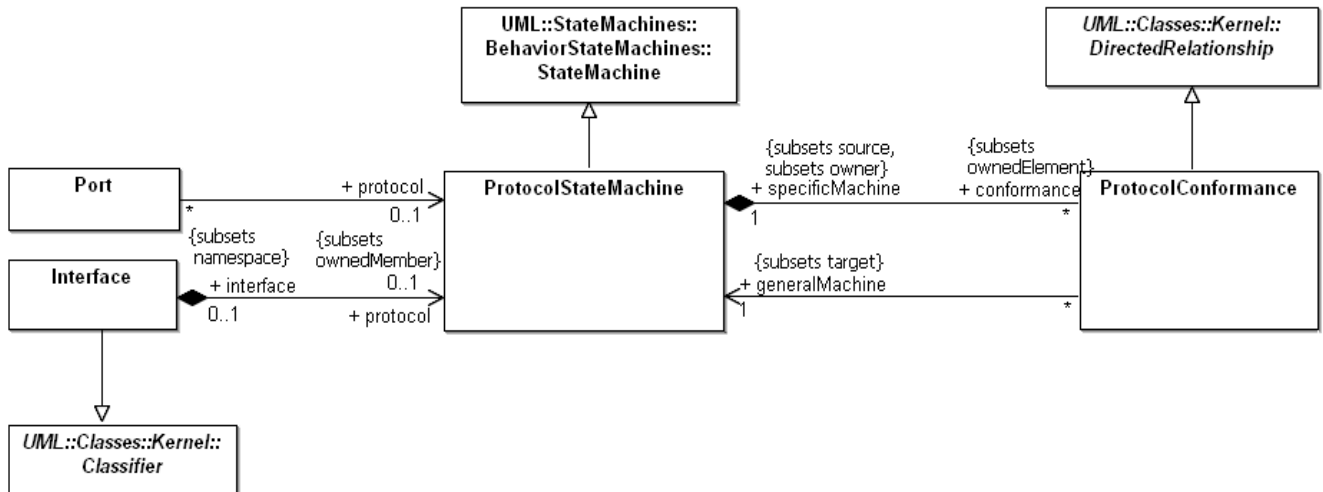 UML::StateMachines::
BehaviorStateMachines::
StateMachine
UML::Classes::Kernel::
DirectedRelationship
Port
+ protocol
0..1
*
ProtocolStateMachine
{subsets source,
subsets owner}
+ specificMachine
1
{subsets
ownedElement}
+ conformance
*
ProtocolConformance
Interface
{subsets
namespace}
+ interface
0..1
{subsets
ownedMember}
0..1
+ protocol
{subsets target}
+ generalMachine
1
*
UML::Classes::Kernel::
Classifier